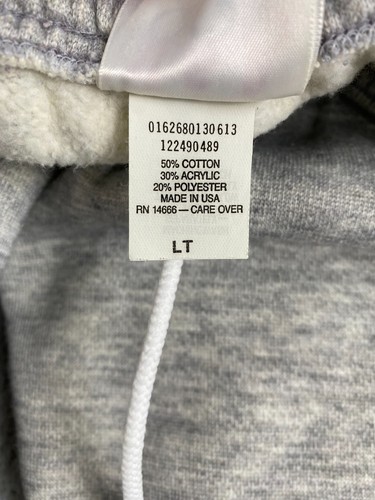 0162680130613
122490489
50% COTTON
30% ACRYLIC
20% POLYESTER
MADE IN USA
RN 14666 — CARE OVER
LT